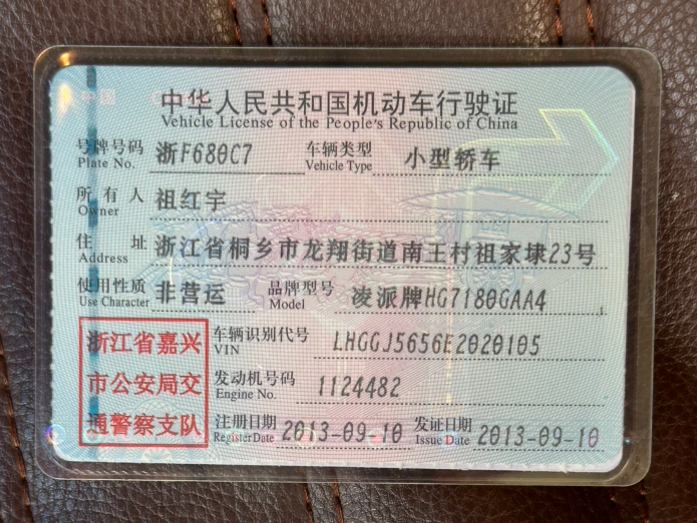 中华人民共和国机动车行驶证
Vehicle License of the People's Republic of China
号牌号码 浙F680C7 车辆类型 小型轿车
Plate No. Vehicle Type
所有人 祖红宇
Owner
住址 浙江省桐乡市龙翔街道南王村祖家埭23号
Address
使用性质 非营运 品牌型号 凌派牌HG7180GAA4
Use Character Model
浙江省嘉兴
市公安局交
通警察支队
车辆识别代号 LHGGJ5656E2020105
VIN
发动机号码 1124482
Engine No.
注册日期 2013-09-10 发证日期 2013-09-10
Register Date Issue Date